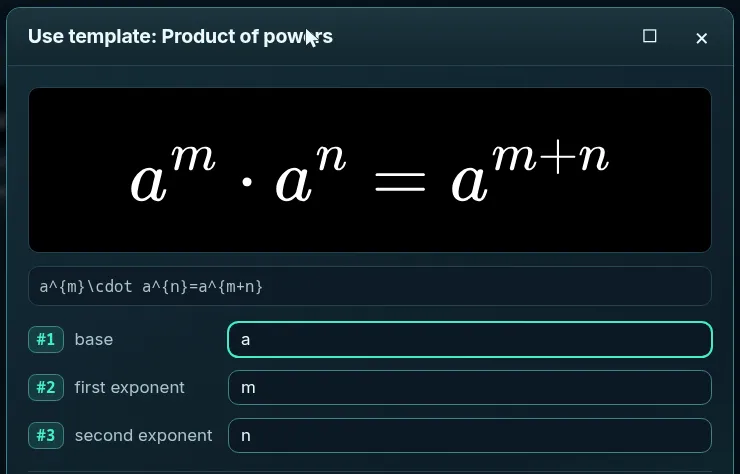 Use template: Product of powers
a^m · a^n = a^{m+n}
a^{m}\cdot a^{n}=a^{m+n}
#1 base a
#2 first exponent m
#3 second exponent n